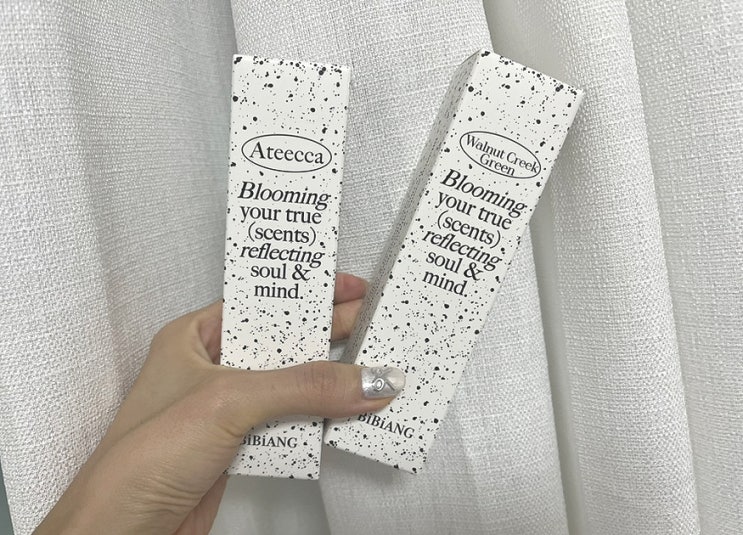 Ateecca
Blooming
your true
(scents)
reflecting
soul &
mind.
BiBiANG
Walnut Creek
Green
Blooming
your true
(scents)
reflecting
soul &
mind.
BiBiANG